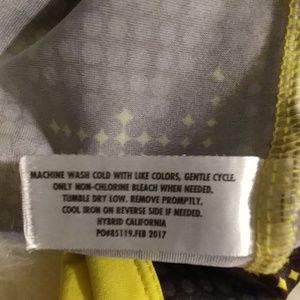 MACHINE WASH COLD WITH LIKE COLORS, GENTLE CYCLE.
ONLY NON-CHLORINE BLEACH WHEN NEEDED.
TUMBLE DRY LOW. REMOVE PROMPTLY.
COOL IRON ON REVERSE SIDE IF NEEDED.
HYBRID CALIFORNIA
PO#85119.FEB 2017